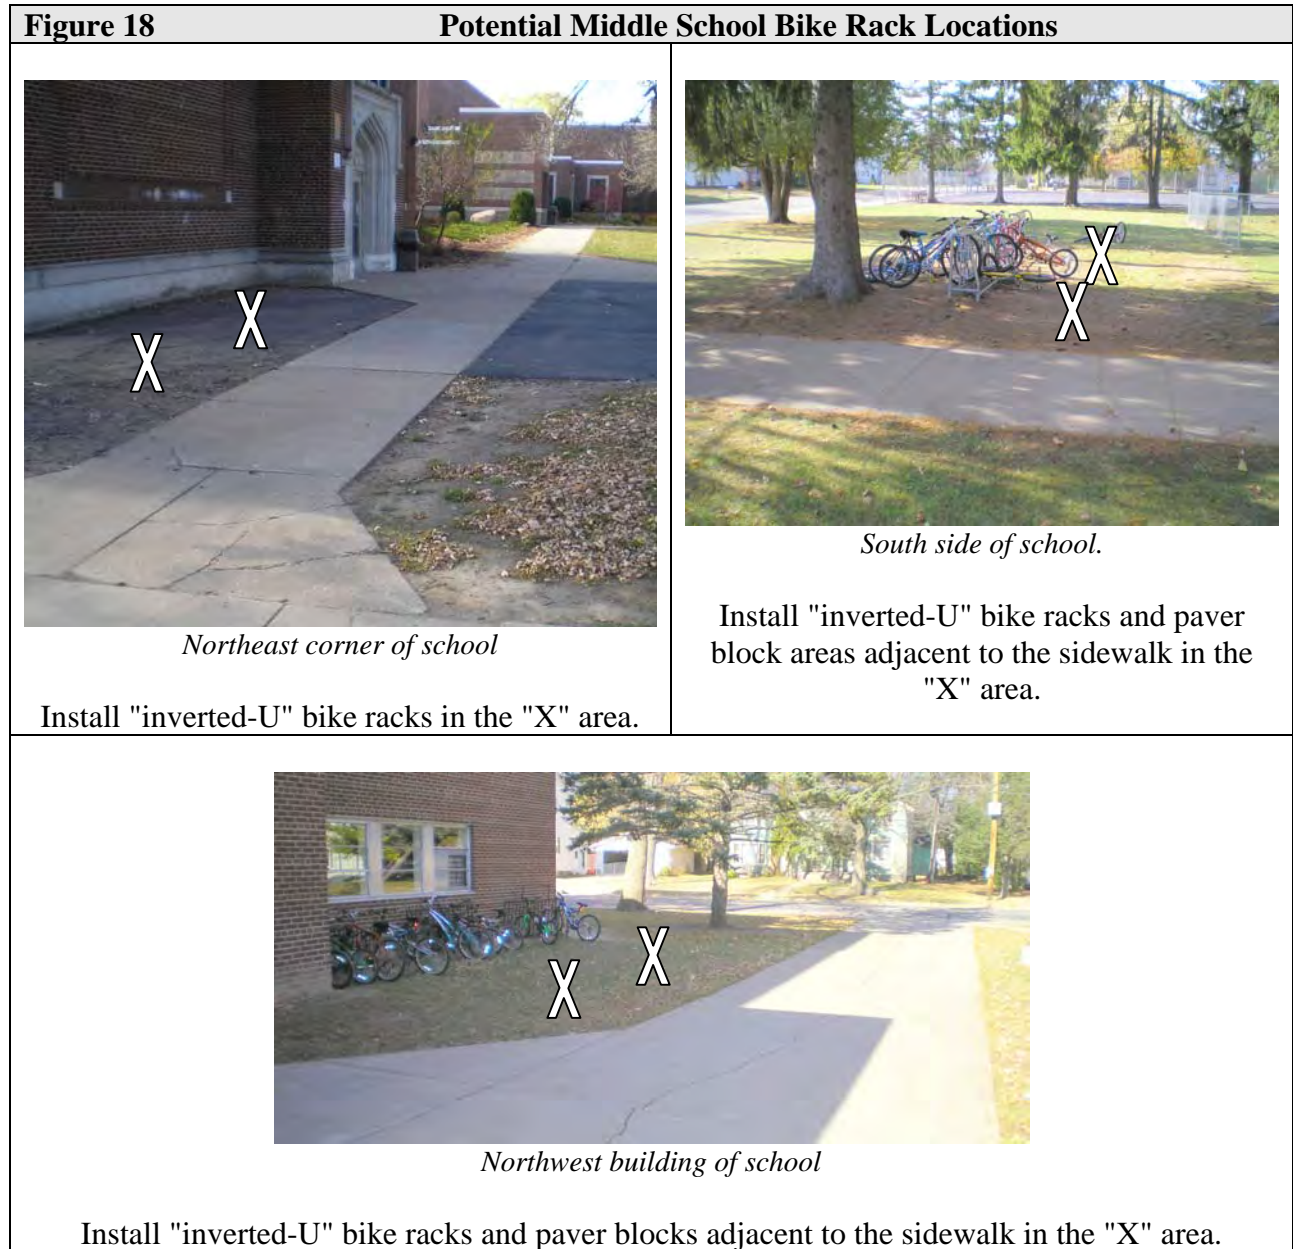 Figure 18 Potential Middle School Bike Rack Locations
X
X
Northeast corner of school
Install "inverted-U" bike racks in the "X" area.
X
X
South side of school.
Install "inverted-U" bike racks and paver
block areas adjacent to the sidewalk in the
"X" area.
X
X
Northwest building of school
Install "inverted-U" bike racks and paver blocks adjacent to the sidewalk in the "X" area.